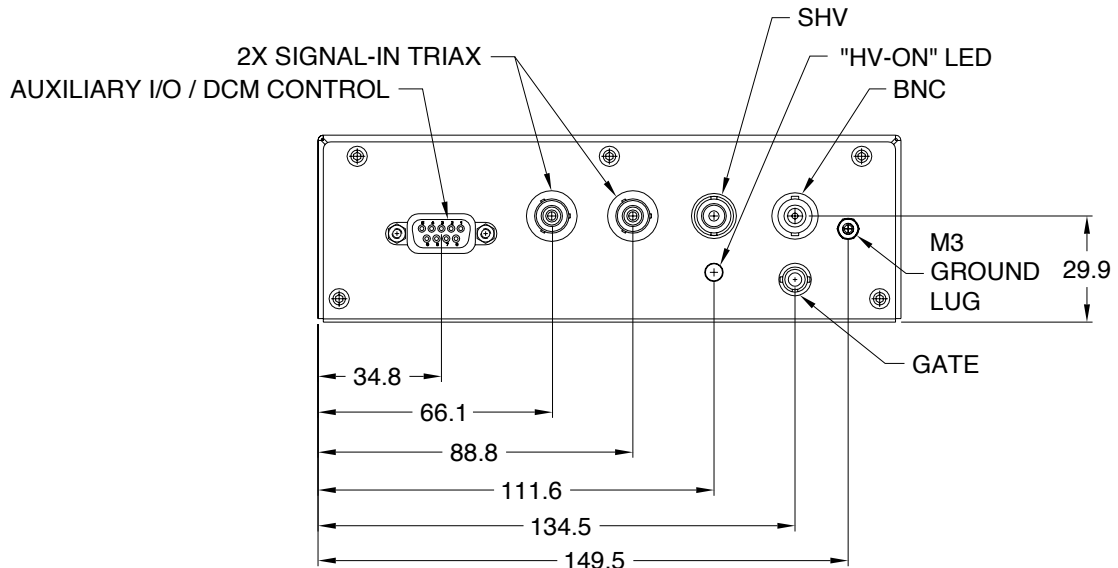 SHV
2X SIGNAL-IN TRIAX
"HV-ON" LED
AUXILIARY I/O / DCM CONTROL
BNC
M3
GROUND
LUG
29.9
GATE
34.8
66.1
88.8
111.6
134.5
149.5